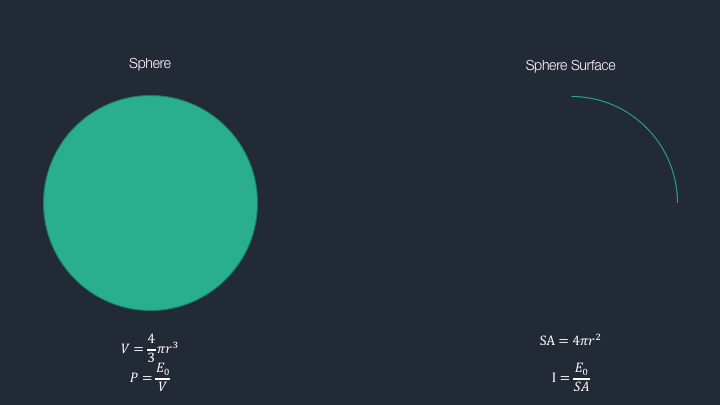 Sphere
Sphere Surface
V = 4/3 πr³
P = E₀/V
SA = 4πr²
I = E₀/SA